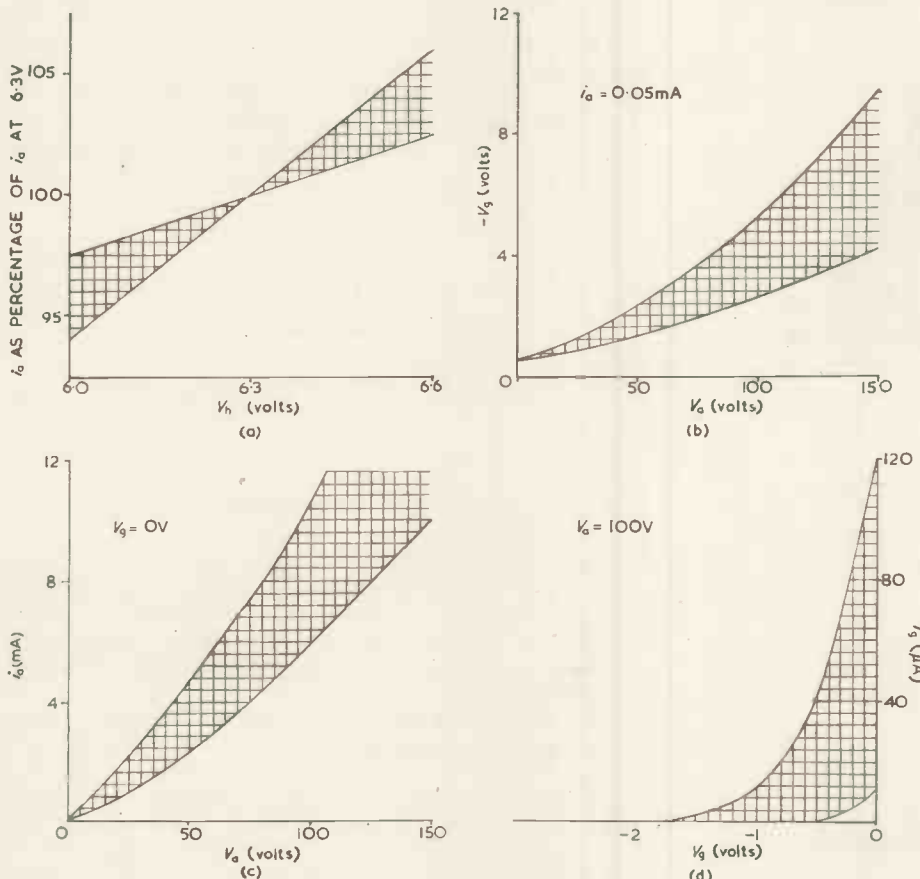 i_a AS PERCENTAGE OF i_a AT 6·3V
105
100
95
6·0
6·3
6·6
V_h (volts)
(a)
12
8
4
0
-V_g (volts)
i_a = 0·05mA
50
100
150
V_a (volts)
(b)
12
8
4
i_a (mA)
V_g = 0V
0
50
100
150
V_a (volts)
(c)
V_a = 100V
120
80
40
i_g (μA)
-2
-1
0
V_g (volts)
(d)